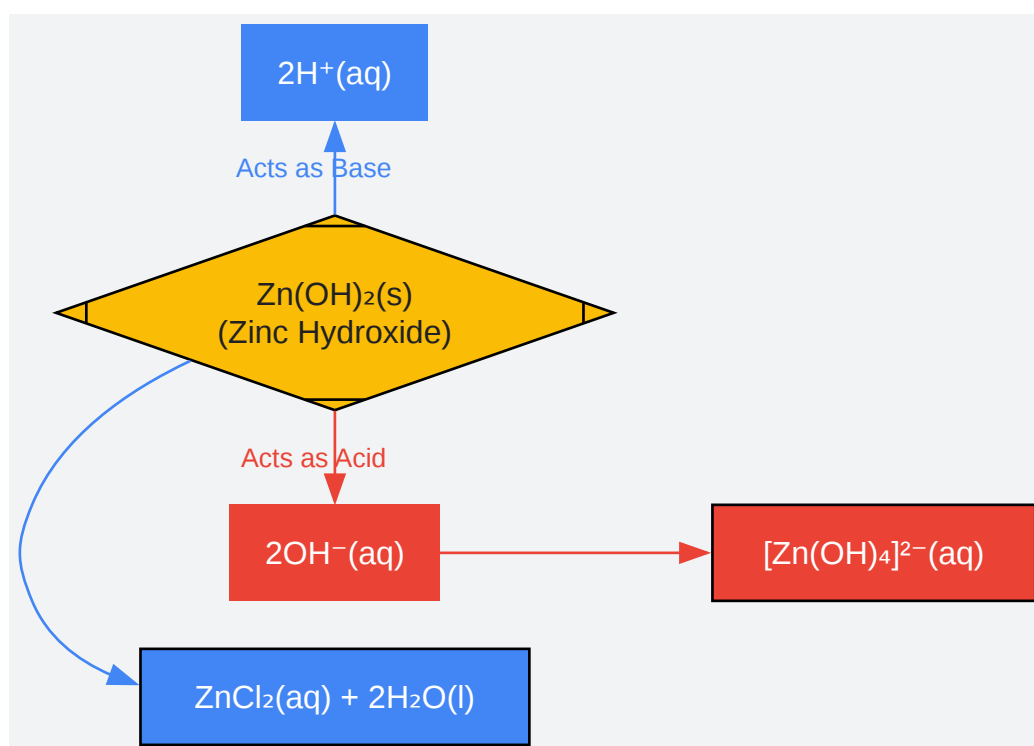 2H⁺(aq)
Acts as Base
Zn(OH)₂(s)
(Zinc Hydroxide)
Acts as Acid
2OH⁻(aq)
[Zn(OH)₄]²⁻(aq)
ZnCl₂(aq) + 2H₂O(l)